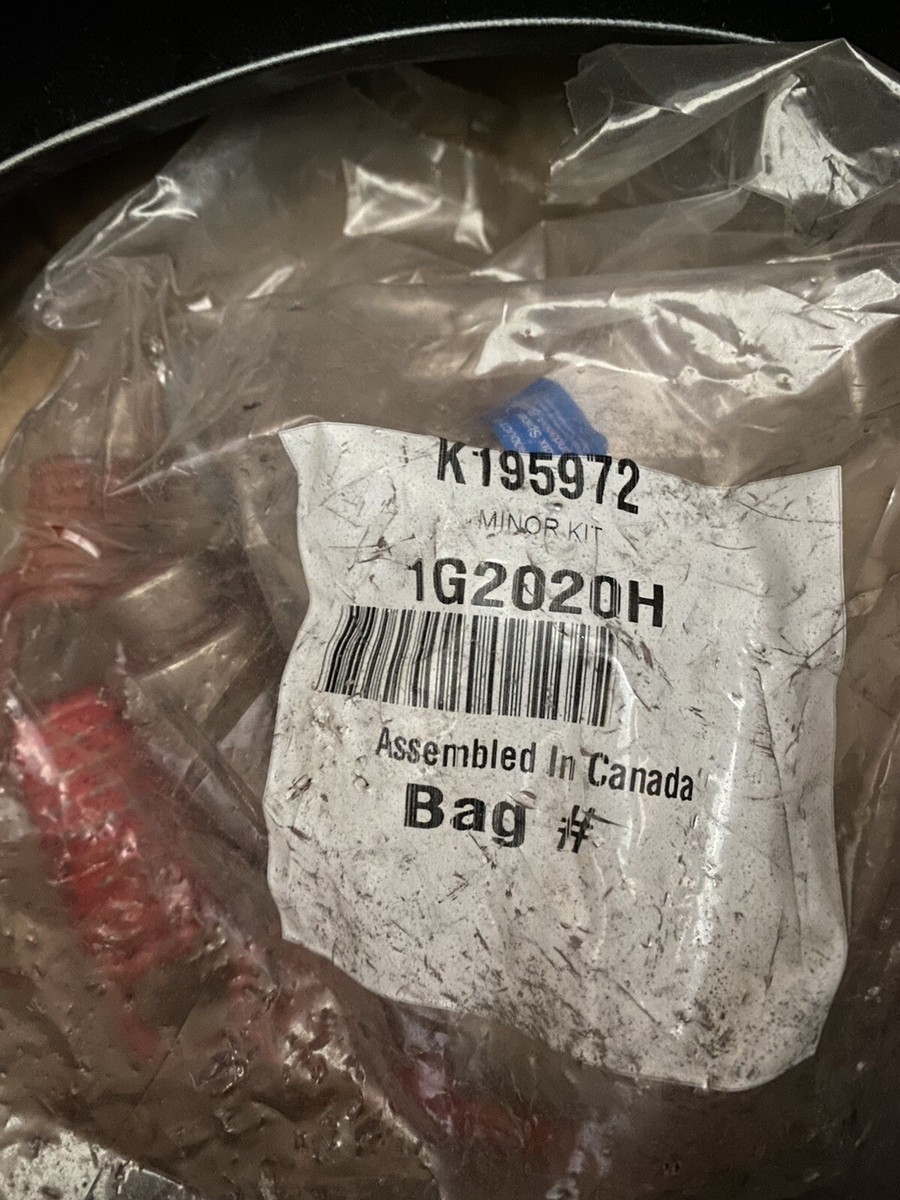 K195972
MINOR KIT
1G2020H
Assembled In Canada
Bag #